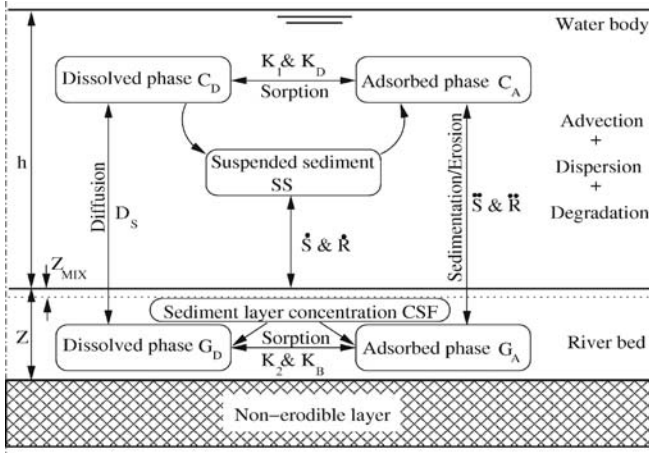 Water body
K₁ & K_D
Dissolved phase C_D
Adsorbed phase C_A
Sorption
Advection
+
Dispersion
+
Degradation
Suspended sediment
SS
h
Diffusion
D_S
Ṡ & Ṙ
Sedimentation/Erosion
S̈ & R̈
Z_MIX
Z
Sediment layer concentration CSF
Sorption
Dissolved phase G_D
K₂ & K_B
Adsorbed phase G_A
River bed
Non−erodible layer